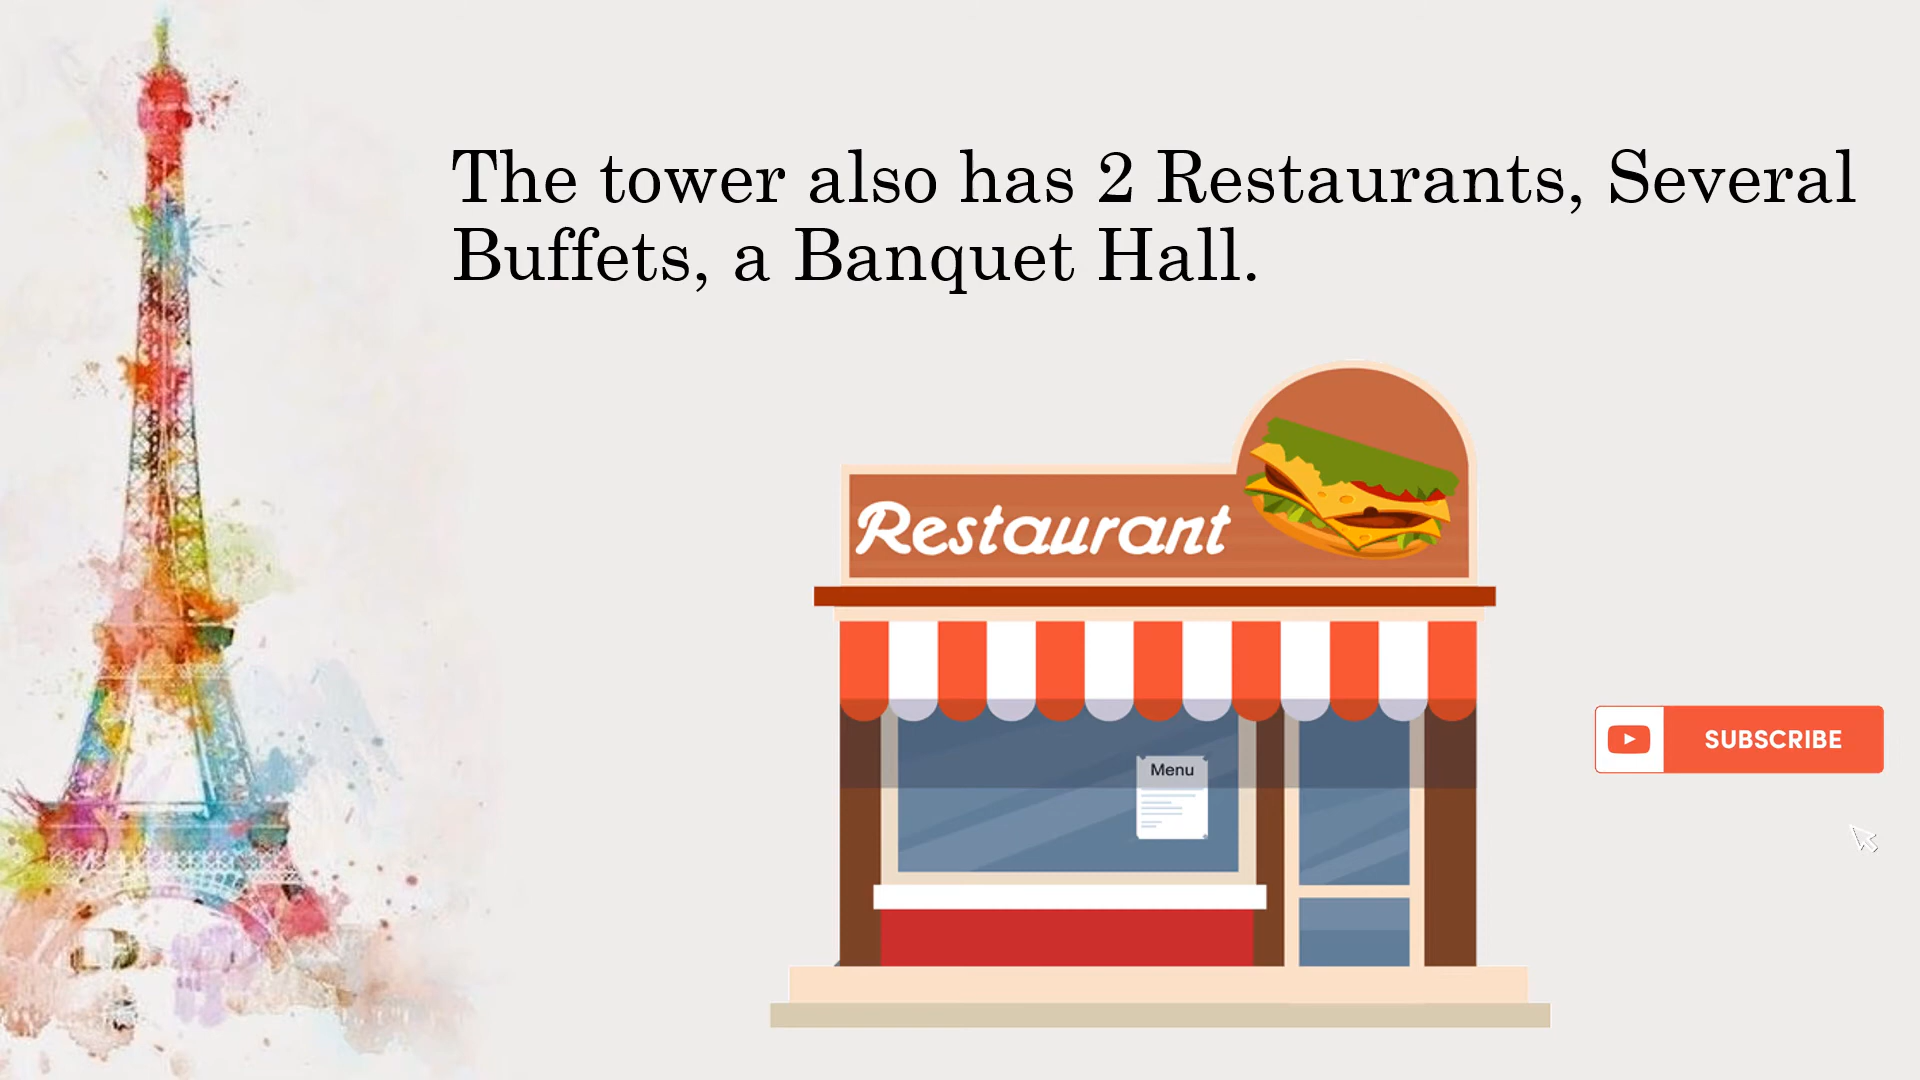 The tower also has 2 Restaurants, Several
Buffets, a Banquet Hall.
Restaurant
Menu
SUBSCRIBE